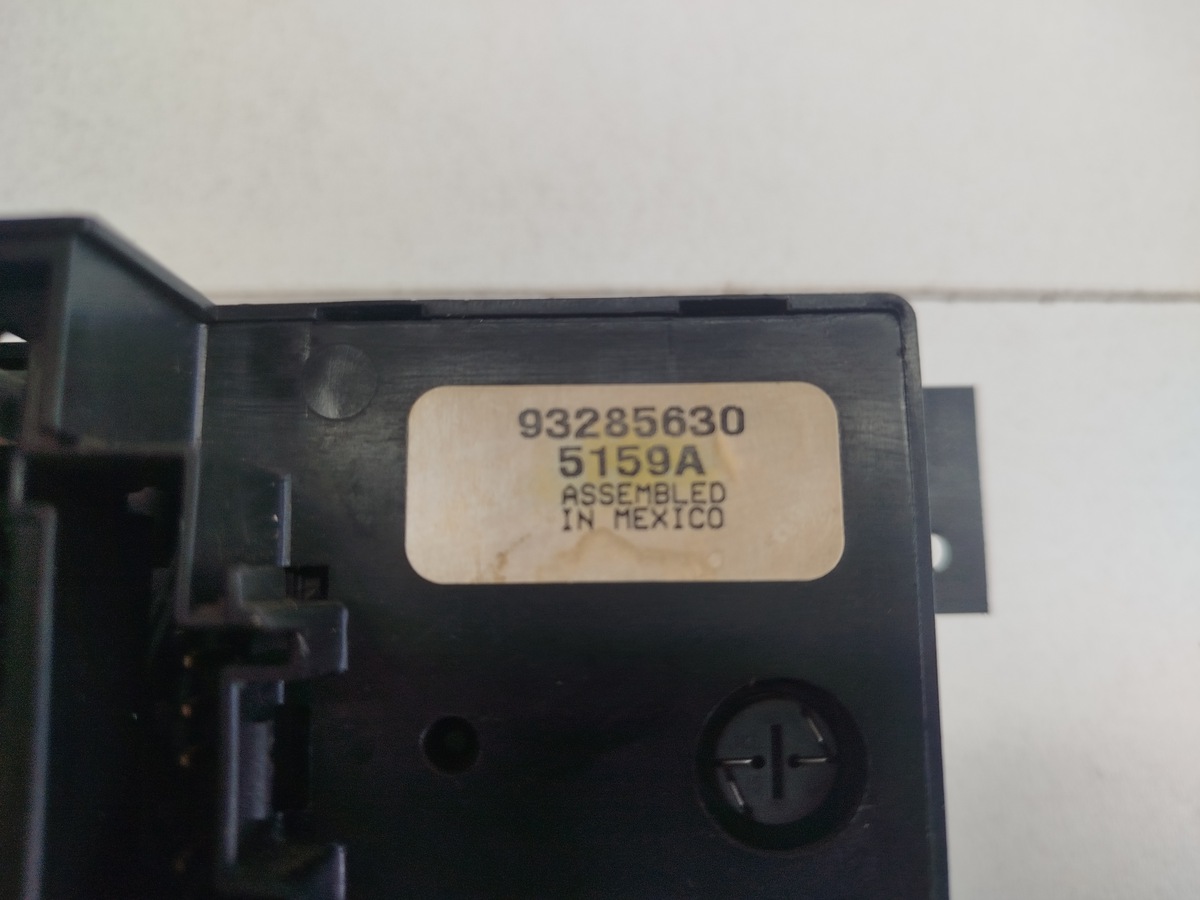 93285630
5159A
ASSEMBLED
IN MEXICO